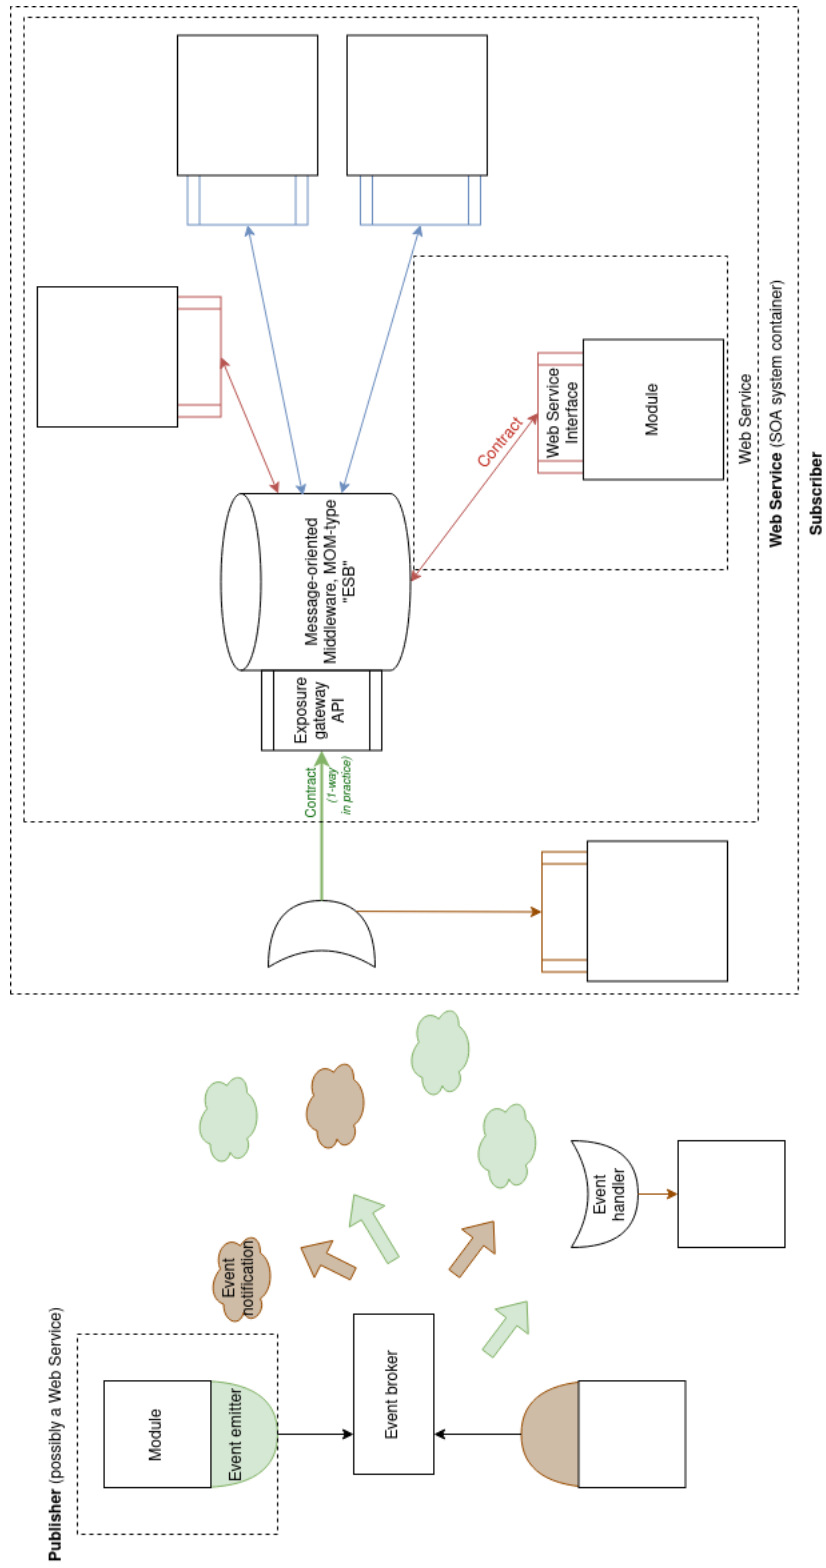 Publisher (possibly a Web Service)
Module
Event emitter
Event broker
Event
notification
Event
handler
Contract
(1-way
in practice)
Exposure
gateway
API
Message-oriented
Middleware, MOM-type
"ESB"
Contract
Web Service
Interface
Module
Web Service
Web Service (SOA system container)
Subscriber